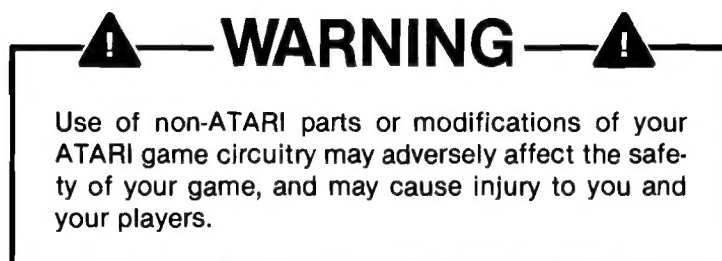 WARNING
Use of non-ATARI parts or modifications of your
ATARI game circuitry may adversely affect the safe-
ty of your game, and may cause injury to you and
your players.